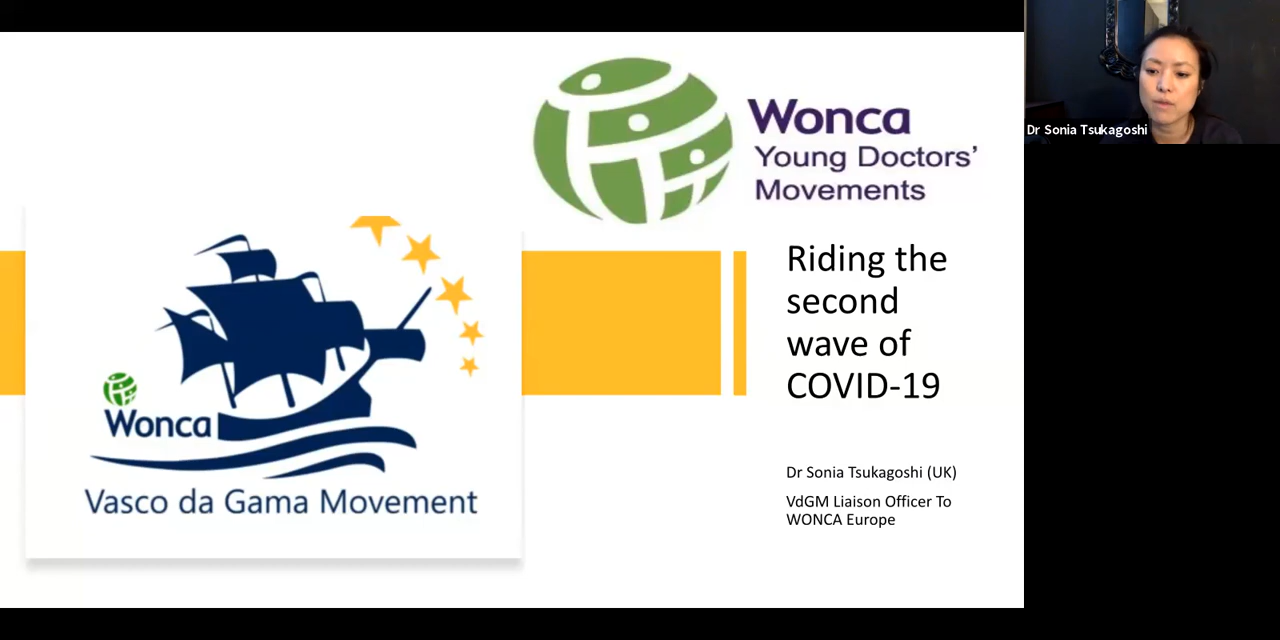 Wonca
Young Doctors'
Movements
Wonca
Vasco da Gama Movement
Riding the
second
wave of
COVID-19
Dr Sonia Tsukagoshi (UK)
VdGM Liaison Officer To
WONCA Europe
Dr Sonia Tsukagoshi